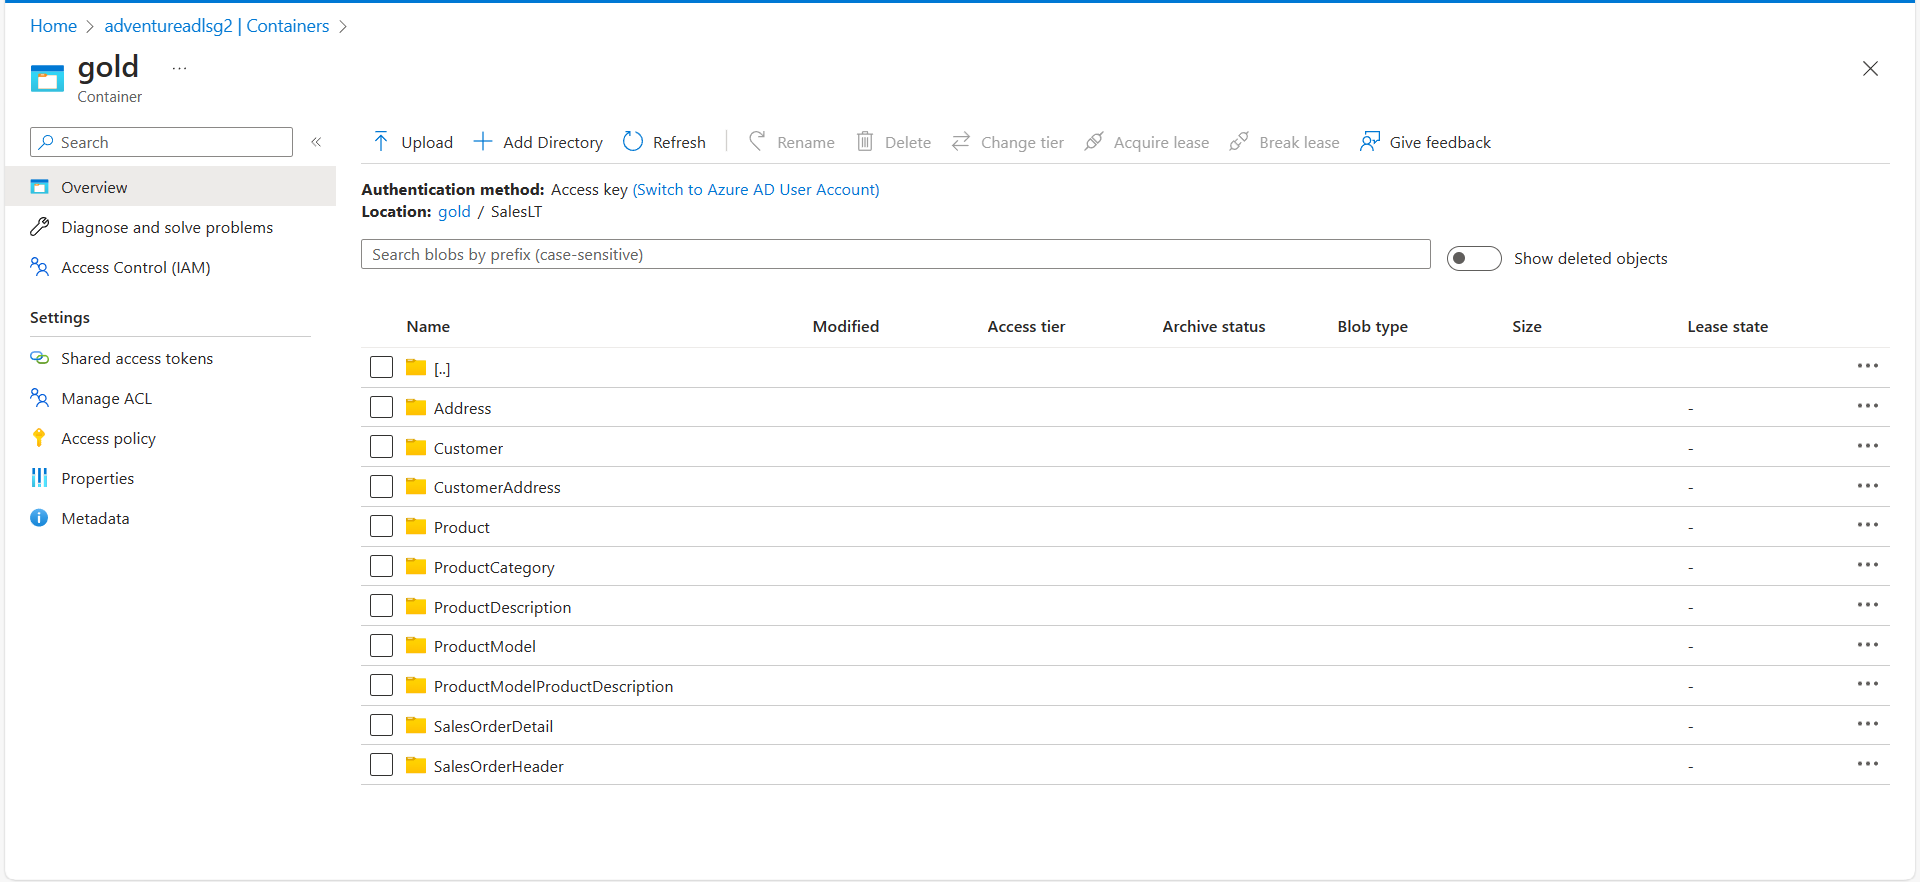 Home > adventureadlsg2 | Containers >
gold ...
Container
Search «
Overview
Diagnose and solve problems
Access Control (IAM)
Settings
Shared access tokens
Manage ACL
Access policy
Properties
Metadata
Upload Add Directory Refresh Rename Delete Change tier Acquire lease Break lease Give feedback
Authentication method: Access key (Switch to Azure AD User Account)
Location: gold / SalesLT
Search blobs by prefix (case-sensitive) Show deleted objects
Name Modified Access tier Archive status Blob type Size Lease state
[..] ...
Address - ...
Customer - ...
CustomerAddress - ...
Product - ...
ProductCategory - ...
ProductDescription - ...
ProductModel - ...
ProductModelProductDescription - ...
SalesOrderDetail - ...
SalesOrderHeader - ...